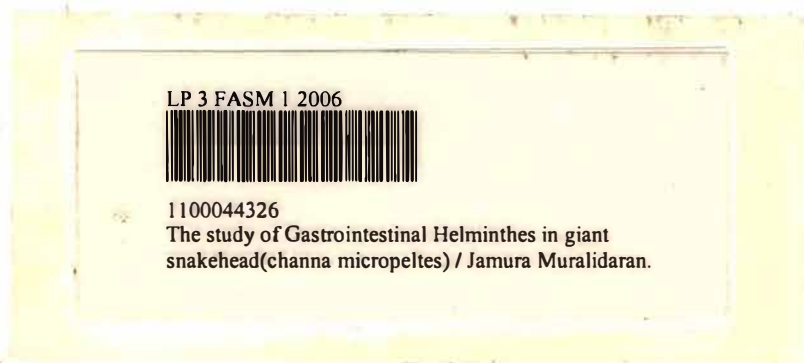 LP 3 FASM 1 2006
1100044326
The study of Gastrointestinal Helminthes in giant
snakehead(channa micropeltes) / Jamura Muralidaran.